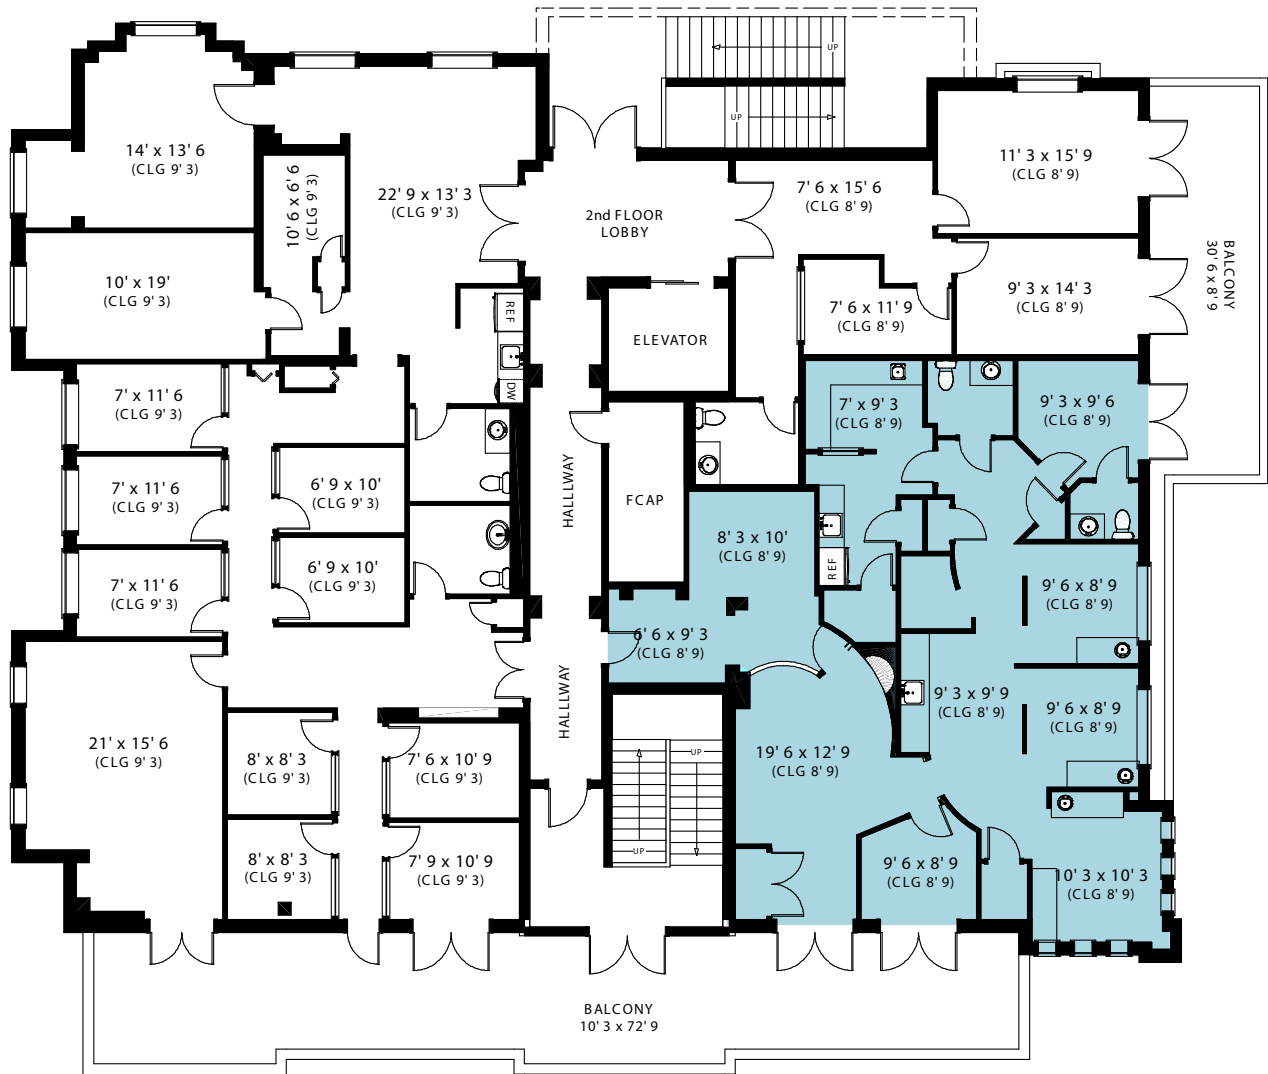 UP
UP
14' x 13' 6
(CLG 9' 3)
10' 6 x 6' 6
(CLG 9' 3)
22' 9 x 13' 3
(CLG 9' 3)
2nd FLOOR
LOBBY
7' 6 x 15' 6
(CLG 8' 9)
11' 3 x 15' 9
(CLG 8' 9)
BALCONY
30' 6 x 8' 9
10' x 19'
(CLG 9' 3)
REF
DW
ELEVATOR
7' 6 x 11' 9
(CLG 8' 9)
9' 3 x 14' 3
(CLG 8' 9)
7' x 11' 6
(CLG 9' 3)
7' x 9' 3
(CLG 8' 9)
9' 3 x 9' 6
(CLG 8' 9)
7' x 11' 6
(CLG 9' 3)
6' 9 x 10'
(CLG 9' 3)
HALLLWAY
FCAP
8' 3 x 10'
(CLG 8' 9)
REF
7' x 11' 6
(CLG 9' 3)
6' 9 x 10'
(CLG 9' 3)
9' 6 x 8' 9
(CLG 8' 9)
6' 6 x 9' 3
(CLG 8' 9)
HALLLWAY
9' 3 x 9' 9
(CLG 8' 9)
9' 6 x 8' 9
(CLG 8' 9)
21' x 15' 6
(CLG 9' 3)
8' x 8' 3
(CLG 9' 3)
7' 6 x 10' 9
(CLG 9' 3)
UP
UP
19' 6 x 12' 9
(CLG 8' 9)
8' x 8' 3
(CLG 9' 3)
7' 9 x 10' 9
(CLG 9' 3)
9' 6 x 8' 9
(CLG 8' 9)
10' 3 x 10' 3
(CLG 8' 9)
BALCONY
10' 3 x 72' 9